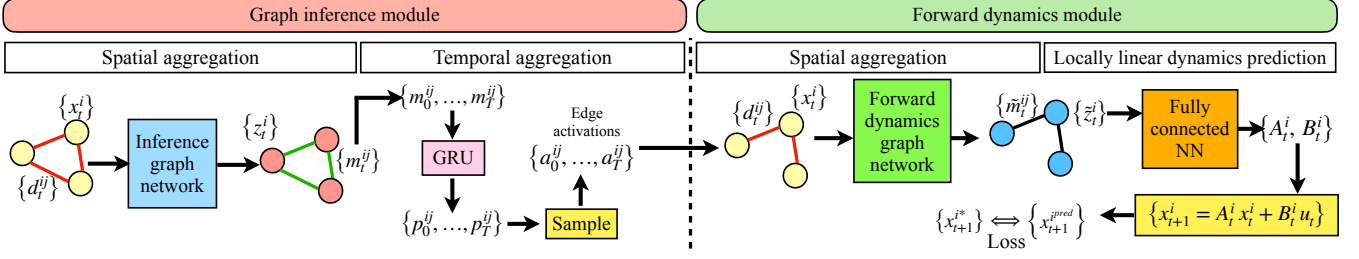 Graph inference module
Forward dynamics module
Spatial aggregation
Temporal aggregation
Spatial aggregation
Locally linear dynamics prediction
{x_t^i}
{d_t^{ij}}
Inference
graph
network
{z_t^i}
{m_t^{ij}}
{m_0^{ij}, …, m_T^{ij}}
GRU
{p_0^{ij}, …, p_T^{ij}}
Sample
Edge
activations
{a_0^{ij}, …, a_T^{ij}}
{d_t^{ij}}
{x_t^i}
Forward
dynamics
graph
network
{m̃_t^{ij}}
{z̃_t^i}
Fully
connected
NN
{A_t^i, B_t^i}
{x_{t+1}^i = A_t^i x_t^i + B_t^i u_t}
{x_{t+1}^{i*}} ⟺ {x_{t+1}^{i^{pred}}}
Loss